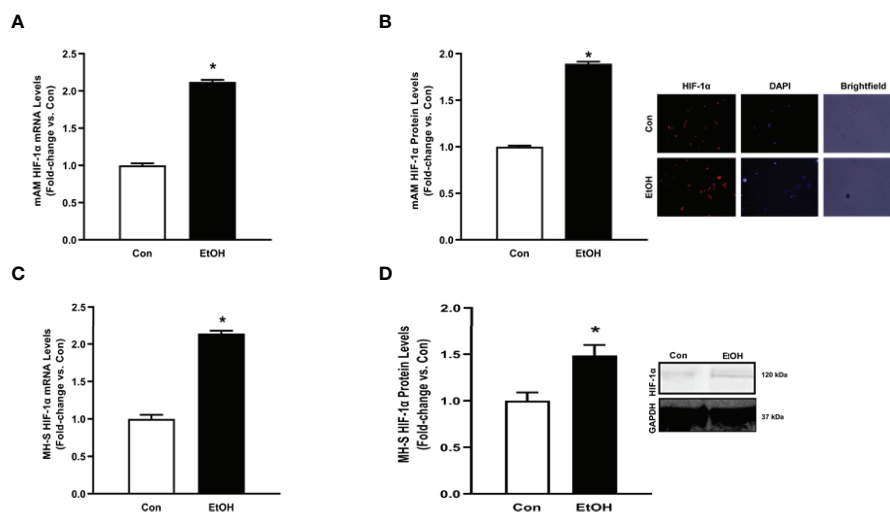 A
mAM HIF-1α mRNA Levels
(Fold-change vs. Con)
2.5
2.0
1.5
1.0
0.5
0.0
*
Con
EtOH
B
mAM HIF-1α Protein Levels
(Fold-change vs. Con)
2.0
1.5
1.0
0.5
0.0
*
Con
EtOH
HIF-1α
DAPI
Brightfield
Con
EtOH
C
MH-S HIF-1α mRNA Levels
(Fold-change vs. Con)
2.5
2.0
1.5
1.0
0.5
0.0
*
Con
EtOH
D
MH-S HIF-1α Protein Levels
(Fold-change vs. Con)
2.0
1.5
1.0
0.5
0.0
*
Con
EtOH
Con
EtOH
HIF-1α
120 kDa
GAPDH
37 kDa